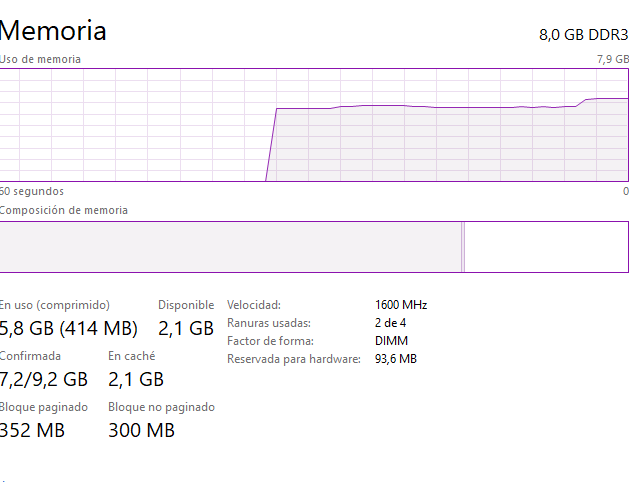 Memoria 8,0 GB DDR3
Uso de memoria 7,9 GB
60 segundos 0
Composición de memoria
En uso (comprimido) Disponible Velocidad: 1600 MHz
5,8 GB (414 MB) 2,1 GB Ranuras usadas: 2 de 4
Factor de forma: DIMM
Confirmada En caché Reservada para hardware: 93,6 MB
7,2/9,2 GB 2,1 GB
Bloque paginado Bloque no paginado
352 MB 300 MB